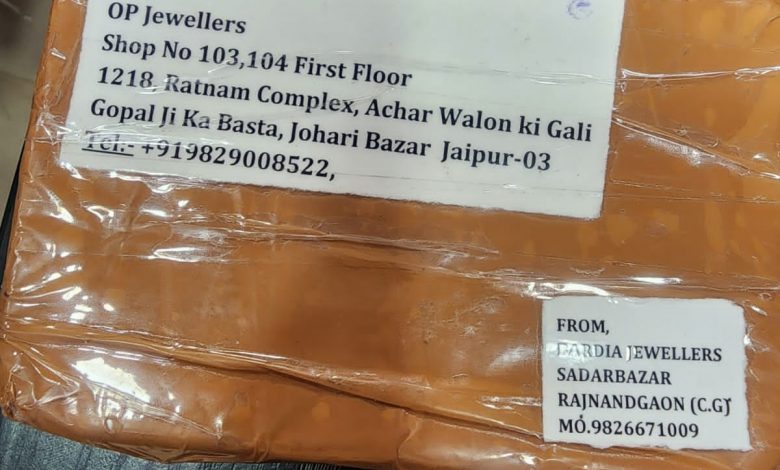 OP Jewellers
Shop No 103,104 First Floor
1218, Ratnam Complex, Achar Walon ki Gali
Gopal Ji Ka Basta, Johari Bazar Jaipur-03
Tel:- +919829008522,
FROM,
JEWELLERS
SADARBAZAR
RAJNANDGAON (C.G)
MO.9826671009